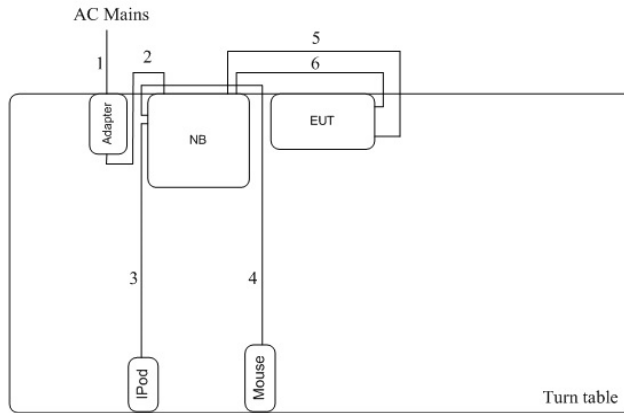 AC Mains
1
2
5
6
Adapter
NB
EUT
3
4
IPod
Mouse
Turn table